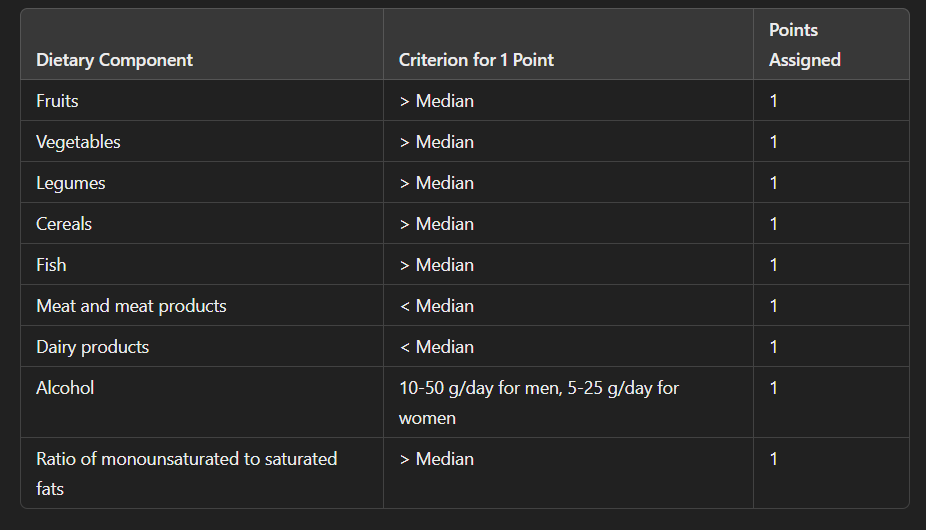 Dietary Component Criterion for 1 Point Points Assigned
Fruits > Median 1
Vegetables > Median 1
Legumes > Median 1
Cereals > Median 1
Fish > Median 1
Meat and meat products < Median 1
Dairy products < Median 1
Alcohol 10-50 g/day for men, 5-25 g/day for women 1
Ratio of monounsaturated to saturated fats > Median 1